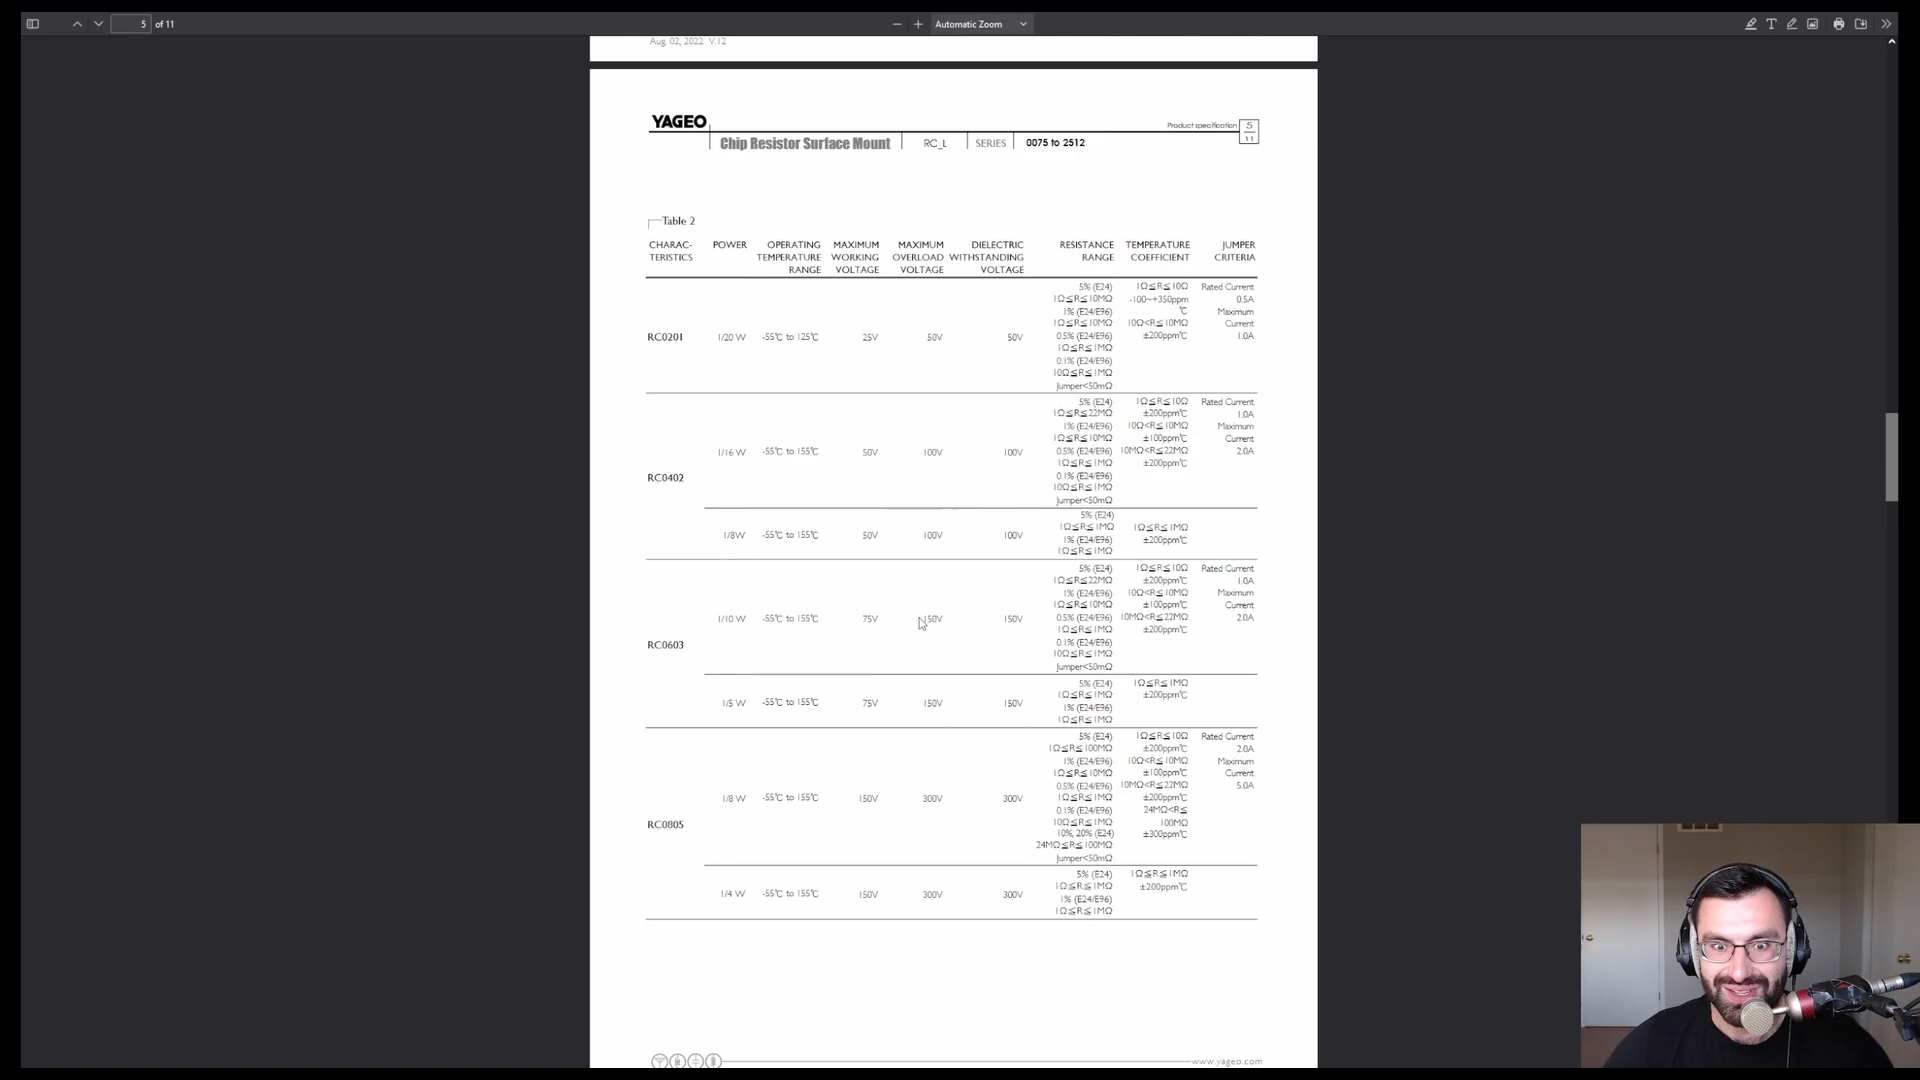 5 of 11
Automatic Zoom
Aug. 02, 2022 V.12
YAGEO
Product specification 5
11
Chip Resistor Surface Mount RC_L SERIES 0075 to 2512
Table 2
CHARAC- POWER OPERATING MAXIMUM MAXIMUM DIELECTRIC RESISTANCE TEMPERATURE JUMPER
TERISTICS TEMPERATURE WORKING OVERLOAD WITHSTANDING RANGE COEFFICIENT CRITERIA
RANGE VOLTAGE VOLTAGE VOLTAGE
5% (E24) 1Ω≦R≦10Ω Rated Current
1Ω≦R≦10MΩ -100~+350ppm 0.5A
1% (E24/E96) ℃ Maximum
1Ω≦R≦10MΩ 10Ω<R≦10MΩ Current
RC0201 1/20 W -55℃ to 125℃ 25V 50V 50V 0.5% (E24/E96) ±200ppm℃ 1.0A
1Ω≦R≦1MΩ
0.1% (E24/E96)
10Ω≦R≦1MΩ
Jumper<50mΩ
5% (E24) 1Ω≦R≦10Ω Rated Current
1Ω≦R≦22MΩ ±200ppm℃ 1.0A
1% (E24/E96) 10Ω<R≦10MΩ Maximum
1Ω≦R≦10MΩ ±100ppm℃ Current
1/16 W -55℃ to 155℃ 50V 100V 100V 0.5% (E24/E96) 10MΩ<R≦22MΩ 2.0A
1Ω≦R≦1MΩ ±200ppm℃
RC0402 0.1% (E24/E96)
10Ω≦R≦1MΩ
Jumper<50mΩ
5% (E24)
1Ω≦R≦1MΩ 1Ω≦R≦1MΩ
1/8W -55℃ to 155℃ 50V 100V 100V 1% (E24/E96) ±200ppm℃
1Ω≦R≦1MΩ
5% (E24) 1Ω≦R≦10Ω Rated Current
1Ω≦R≦22MΩ ±200ppm℃ 1.0A
1% (E24/E96) 10Ω<R≦10MΩ Maximum
1Ω≦R≦10MΩ ±100ppm℃ Current
1/10 W -55℃ to 155℃ 75V 150V 150V 0.5% (E24/E96) 10MΩ<R≦22MΩ 2.0A
1Ω≦R≦1MΩ ±200ppm℃
RC0603 0.1% (E24/E96)
10Ω≦R≦1MΩ
Jumper<50mΩ
5% (E24) 1Ω≦R≦1MΩ
1Ω≦R≦1MΩ ±200ppm℃
1/5 W -55℃ to 155℃ 75V 150V 150V 1% (E24/E96)
1Ω≦R≦1MΩ
5% (E24) 1Ω≦R≦10Ω Rated Current
1Ω≦R≦100MΩ ±200ppm℃ 2.0A
1% (E24/E96) 10Ω<R≦10MΩ Maximum
1Ω≦R≦10MΩ ±100ppm℃ Current
0.5% (E24/E96) 10MΩ<R≦22MΩ 5.0A
1/8 W -55℃ to 155℃ 150V 300V 300V 1Ω≦R≦1MΩ ±200ppm℃
0.1% (E24/E96) 24MΩ<R≦
RC0805 10Ω≦R≦1MΩ 100MΩ
10%, 20% (E24) ±300ppm℃
24MΩ≦R≦100MΩ
Jumper<50mΩ
5% (E24) 1Ω≦R≦1MΩ
1Ω≦R≦1MΩ ±200ppm℃
1/4 W -55℃ to 155℃ 150V 300V 300V 1% (E24/E96)
1Ω≦R≦1MΩ
www.yageo.com